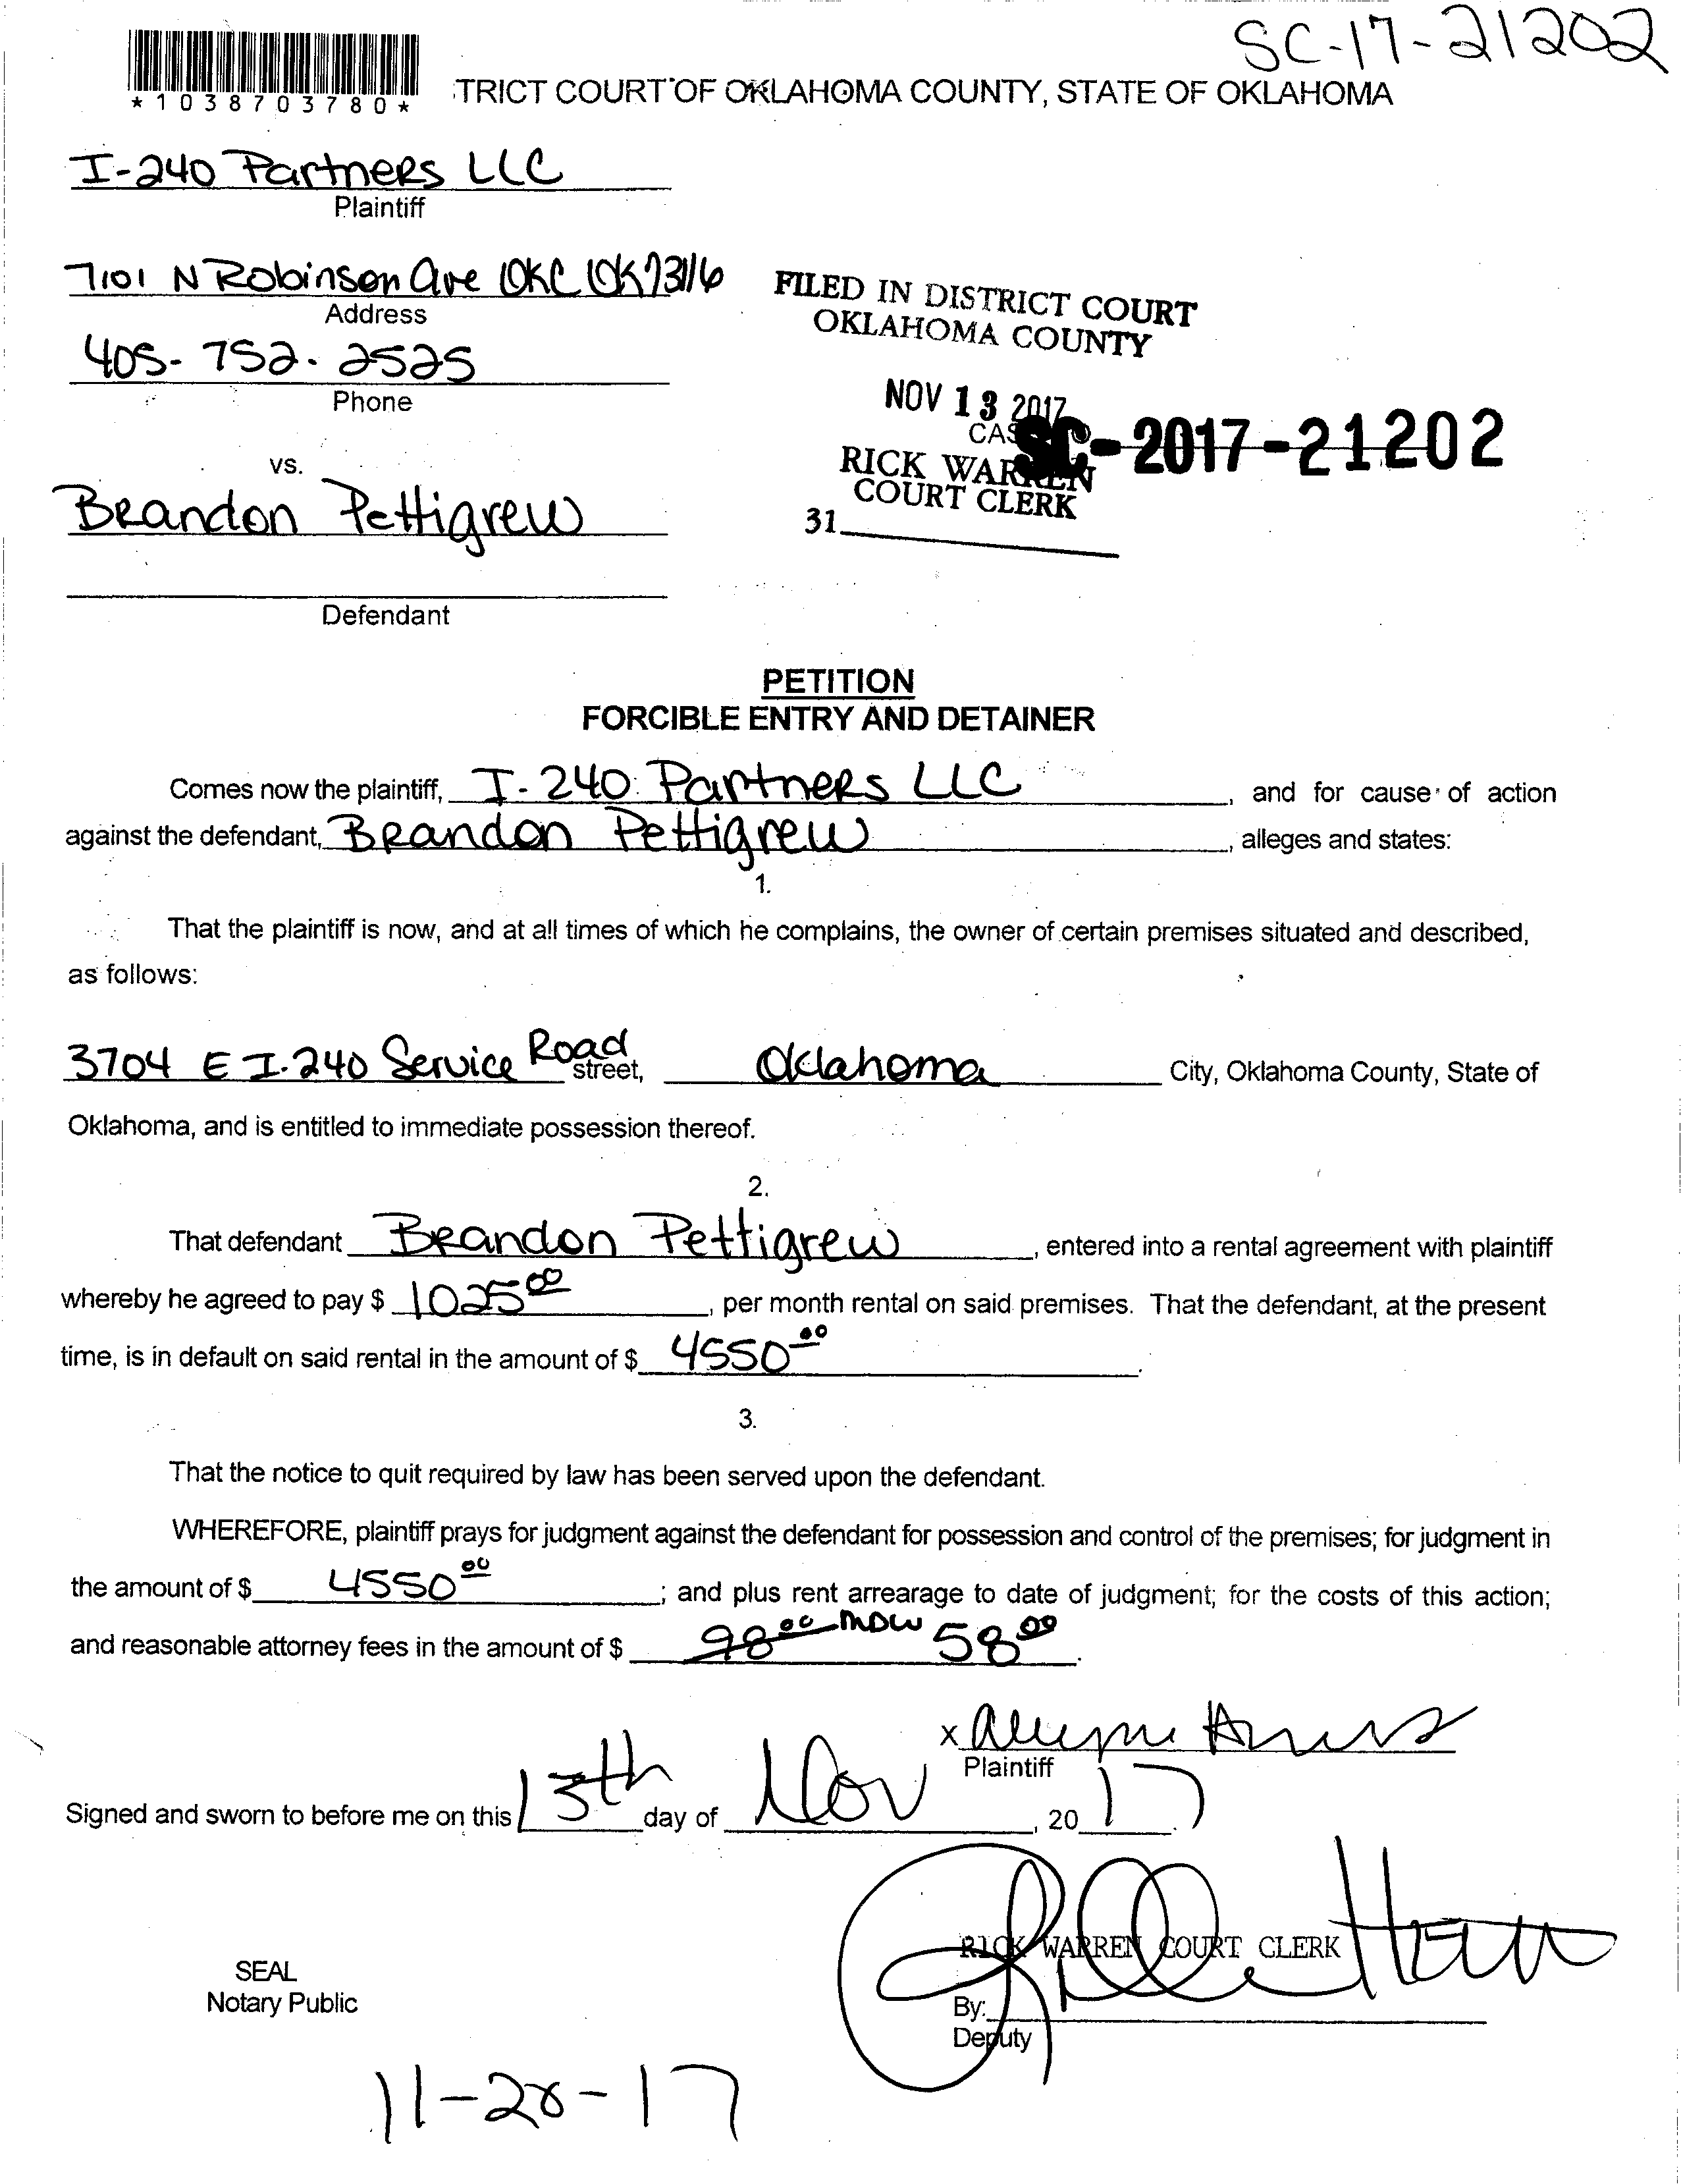 SC-17-21202
*1038703780*
TRICT COURT OF OKLAHOMA COUNTY, STATE OF OKLAHOMA
I-240 Partners LLC
Plaintiff
7101 N Robinson Ave OKC OK 73116
Address
405-752-2525
Phone
FILED IN DISTRICT COURT
OKLAHOMA COUNTY
NOV 13 2017
SC-2017-21202
RICK WARREN
COURT CLERK
31
vs.
Brandon Pettigrew
Defendant
PETITION
FORCIBLE ENTRY AND DETAINER
Comes now the plaintiff, I-240 Partners LLC, and for cause of action
against the defendant, Brandon Pettigrew, alleges and states:
1.
That the plaintiff is now, and at all times of which he complains, the owner of certain premises situated and described,
as follows:
3704 E I-240 Service Road street, Oklahoma City, Oklahoma County, State of
Oklahoma, and is entitled to immediate possession thereof.
2.
That defendant Brandon Pettigrew, entered into a rental agreement with plaintiff
whereby he agreed to pay $ 1025 00, per month rental on said premises. That the defendant, at the present
time, is in default on said rental in the amount of $ 4550 00.
3.
That the notice to quit required by law has been served upon the defendant.
WHEREFORE, plaintiff prays for judgment against the defendant for possession and control of the premises; for judgment in
the amount of $ 4550 00; and plus rent arrearage to date of judgment; for the costs of this action;
and reasonable attorney fees in the amount of $ 98 00 MDW 58 00.
x
Plaintiff
Signed and sworn to before me on this 13th day of Nov, 20 17.
RICK WARREN COURT CLERK
SEAL
Notary Public
By:
Deputy
11-28-17